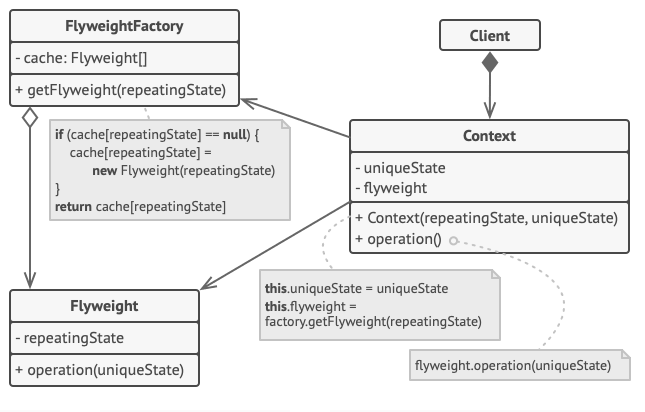 FlyweightFactory
- cache: Flyweight[]
+ getFlyweight(repeatingState)
if (cache[repeatingState] == null) {
cache[repeatingState] =
new Flyweight(repeatingState)
}
return cache[repeatingState]
Client
Context
- uniqueState
- flyweight
+ Context(repeatingState, uniqueState)
+ operation()
this.uniqueState = uniqueState
this.flyweight =
factory.getFlyweight(repeatingState)
flyweight.operation(uniqueState)
Flyweight
- repeatingState
+ operation(uniqueState)